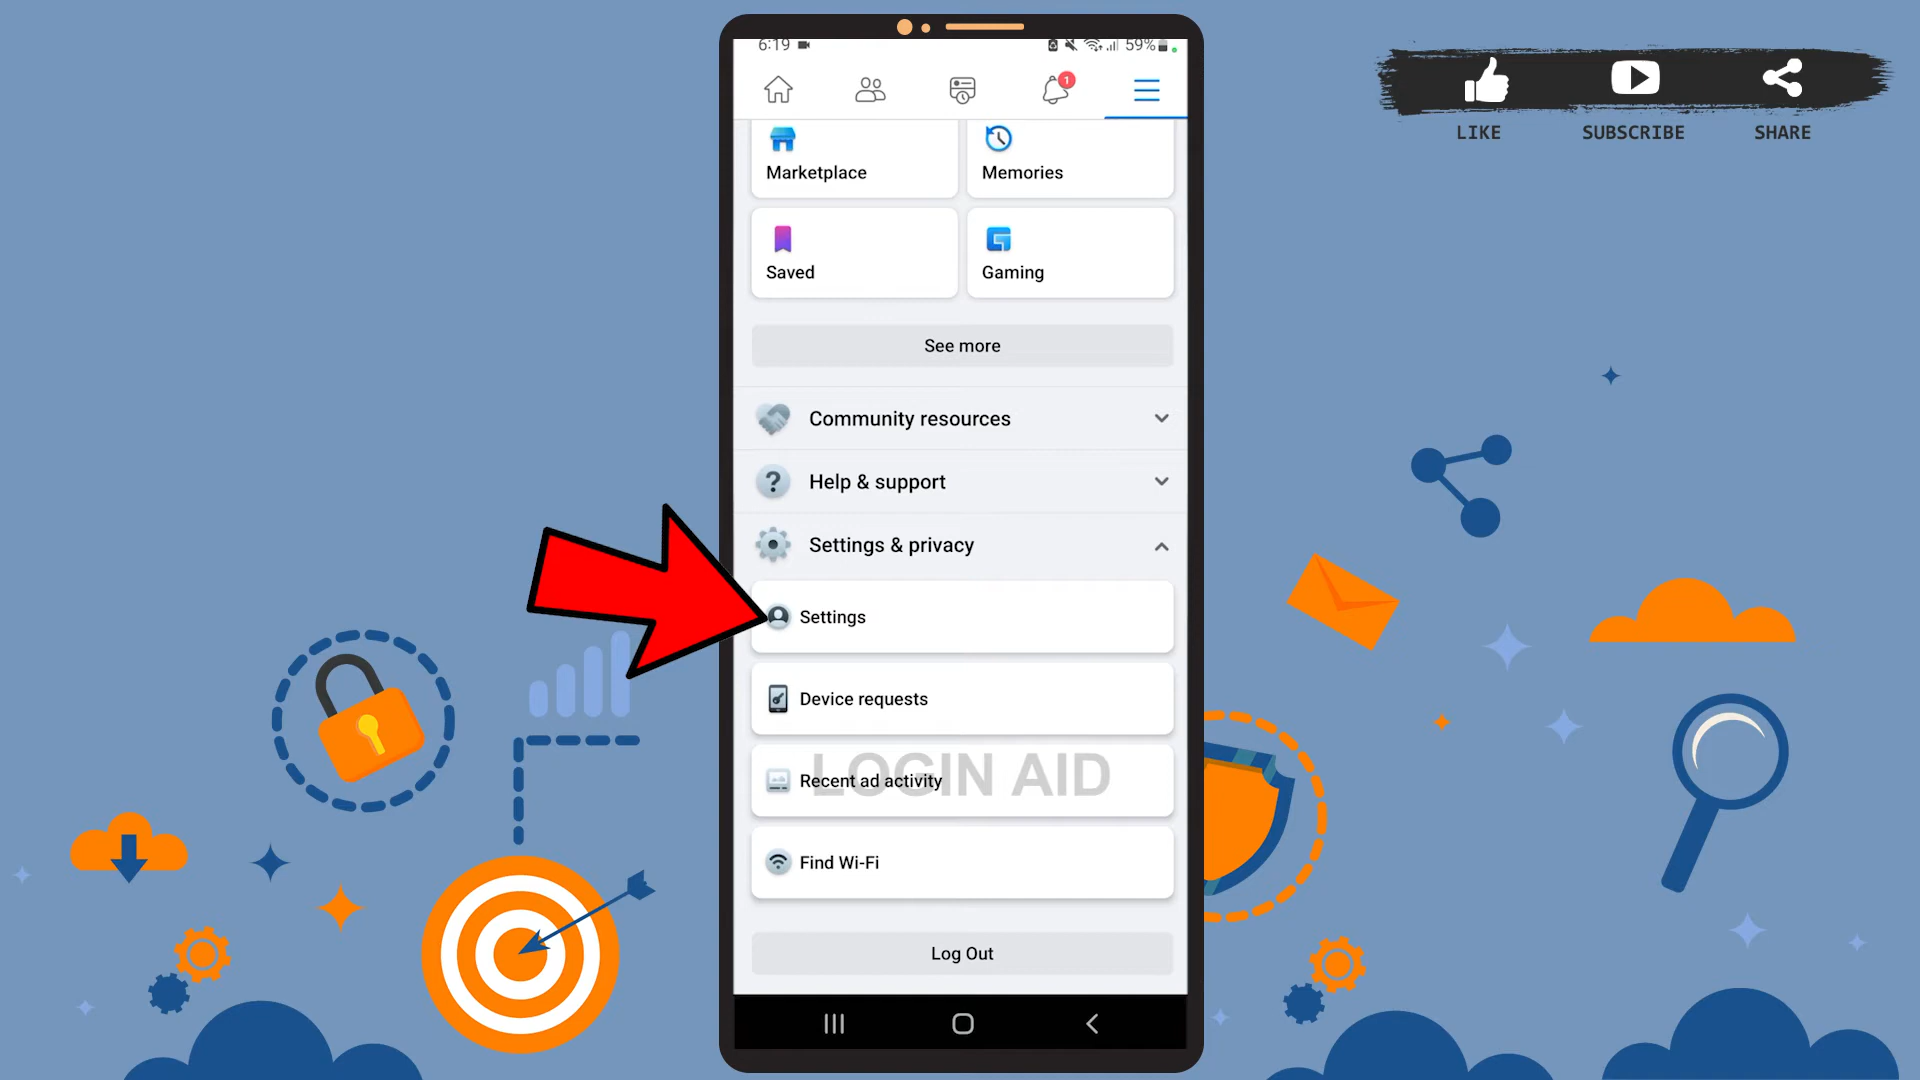 6:19
59%
1
LIKE
SUBSCRIBE
SHARE
Marketplace
Memories
Saved
Gaming
See more
Community resources
Help & support
Settings & privacy
Settings
Device requests
LOGIN AID
Recent ad activity
Find Wi-Fi
Log Out